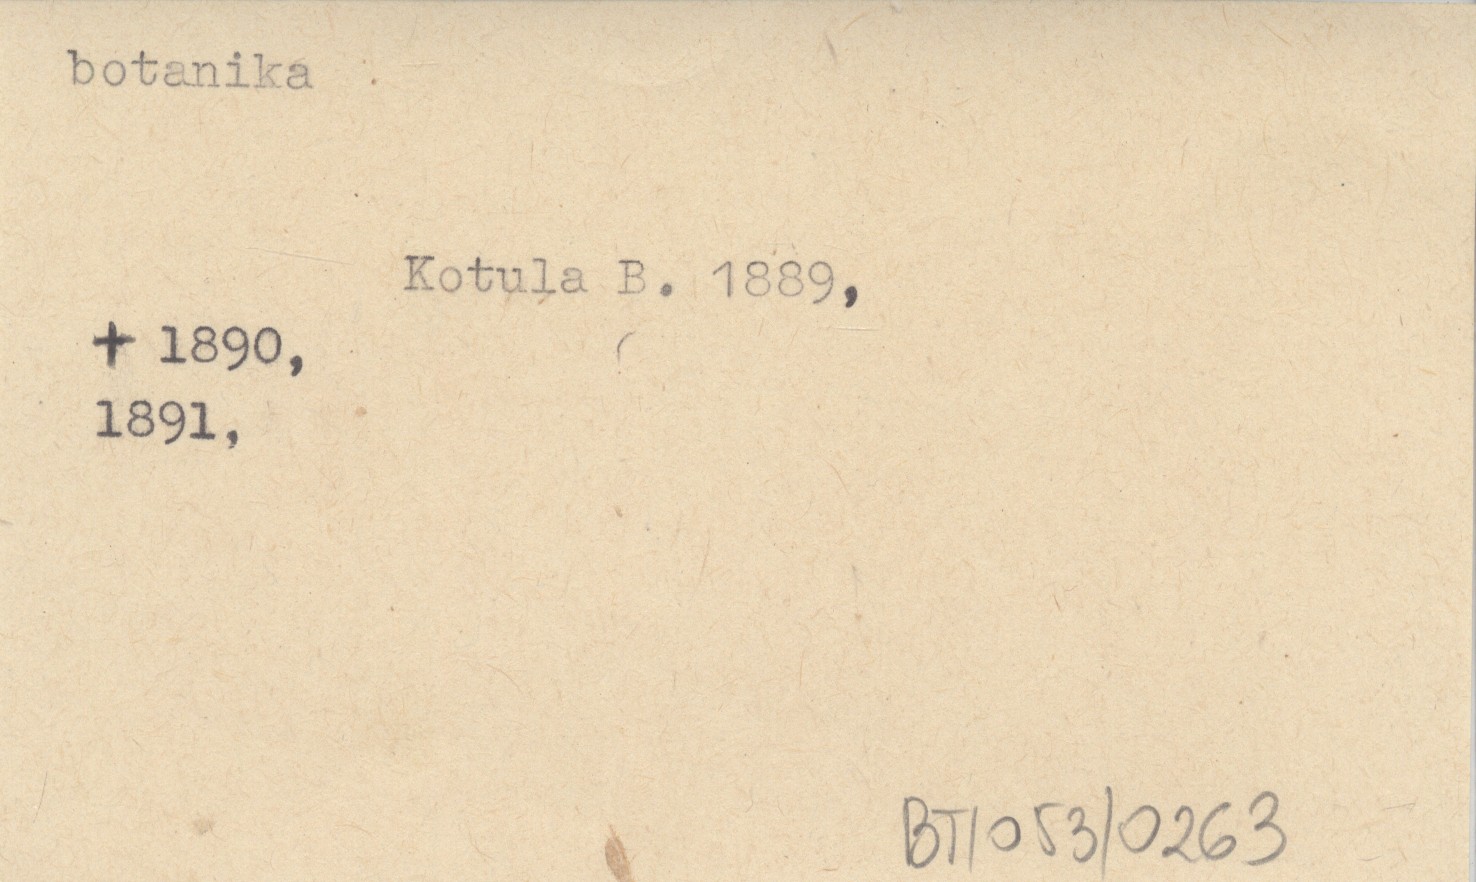 botanika
Kotula B. 1889,
+ 1890,
1891,
BT/053/0263